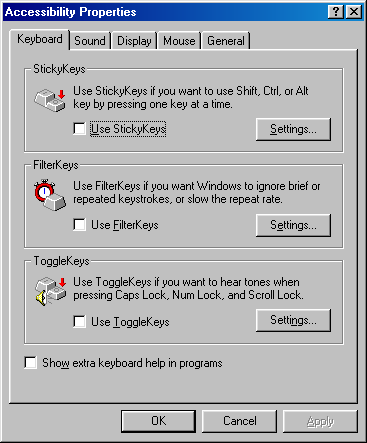 Accessibility Properties
Keyboard Sound Display Mouse General
StickyKeys
Use StickyKeys if you want to use Shift, Ctrl, or Alt
key by pressing one key at a time.
Use StickyKeys
Settings...
FilterKeys
Use FilterKeys if you want Windows to ignore brief or
repeated keystrokes, or slow the repeat rate.
Use FilterKeys
Settings...
ToggleKeys
Use ToggleKeys if you want to hear tones when
pressing Caps Lock, Num Lock, and Scroll Lock.
Use ToggleKeys
Settings...
Show extra keyboard help in programs
OK Cancel Apply